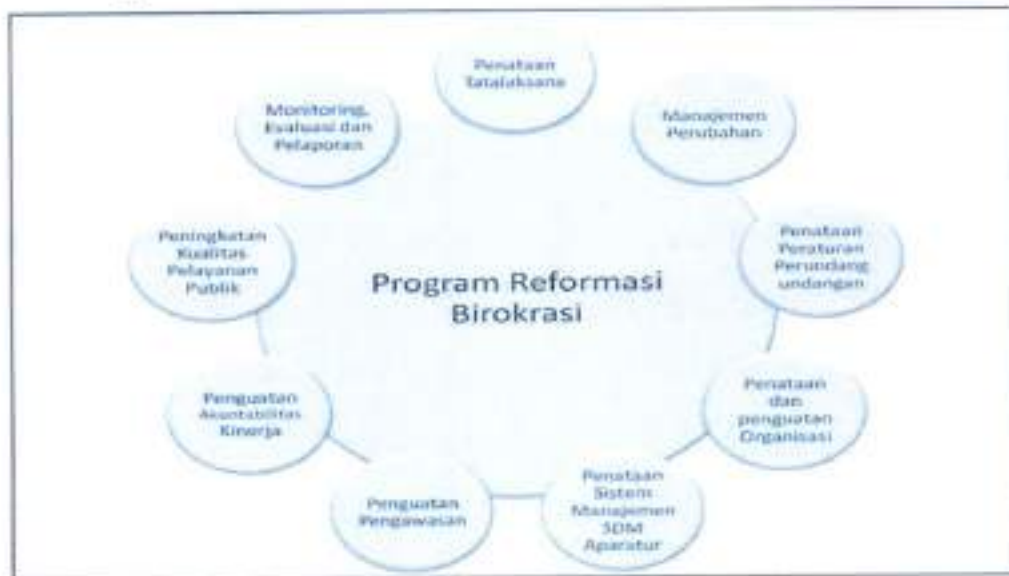 Penataan
Tatalaksana
Manajemen
Perubahan
Penataan
Peraturan
Perundang
undangan
Penataan
dan
penguatan
Organisasi
Penataan
Sistem
Manajemen
SDM
Aparatur
Penguatan
Pengawasan
Penguatan
Akuntabilitas
Kinerja
Peningkatan
Kualitas
Pelayanan
Publik
Monitoring,
Evaluasi dan
Pelaporan
Program Reformasi
Birokrasi